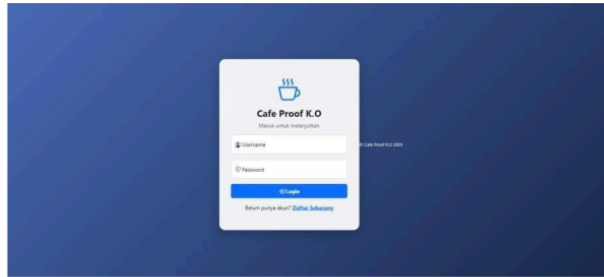 Cafe Proof K.O
Masuk untuk melanjutkan
Username
© Cafe Proof K.O 2025
Password
Login
Belum punya akun? Daftar Sekarang